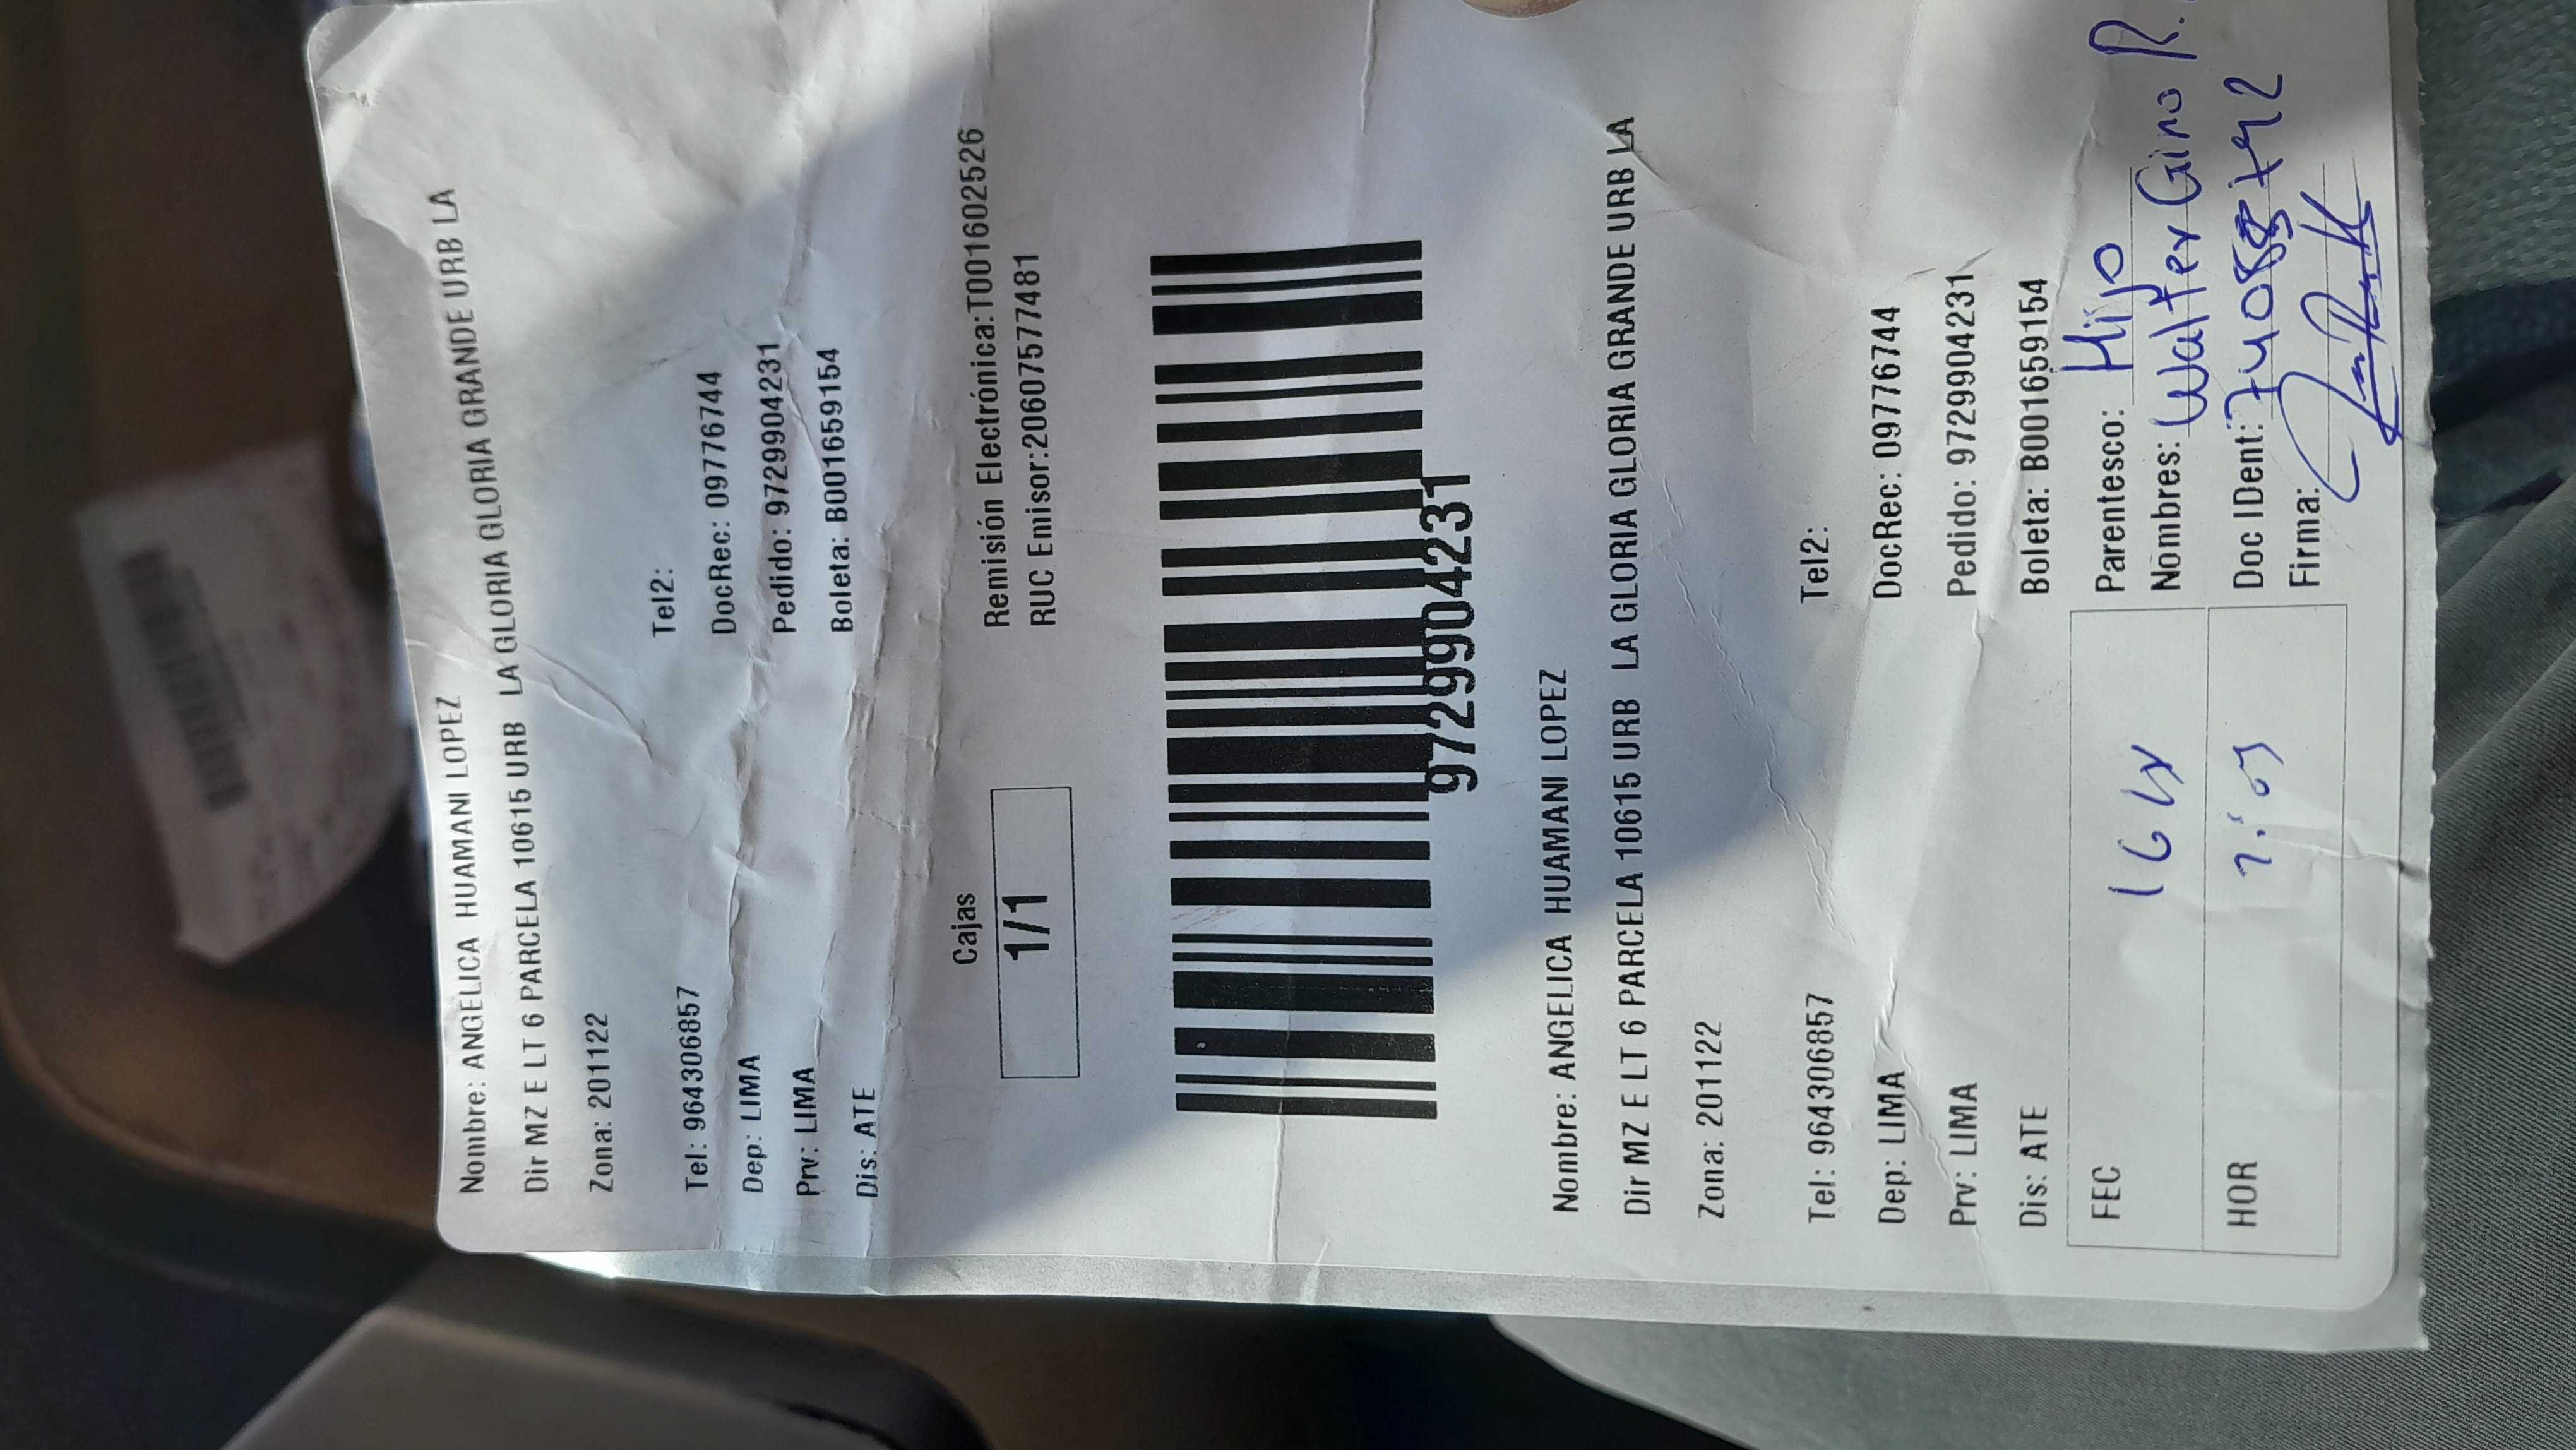 Nombre: ANGELICA HUAMANI LOPEZ
Dir MZ E LT 6 PARCELA 10615 URB LA GLORIA GLORIA GRANDE URB LA
Zona: 201122
Tel: 964306857 Tel2:
Dep: LIMA DocRec: 09776744
Prv: LIMA Pedido: 97299904231
Dis: ATE Boleta: B001659154
Cajas
1/1
Remisión Electrónica:T001602526
RUC Emisor:20607577481
97299904231
Nombre: ANGELICA HUAMANI LOPEZ
Dir MZ E LT 6 PARCELA 10615 URB LA GLORIA GLORIA GRANDE URB LA
Zona: 201122
Tel: 964306857 Tel2:
Dep: LIMA DocRec: 09776744
Prv: LIMA Pedido: 97299904231
Dis: ATE Boleta: B001659154
FEC
Parentesco: Hijo
Nombres: Walter Gino R.
HOR
Doc IDent:
Firma: